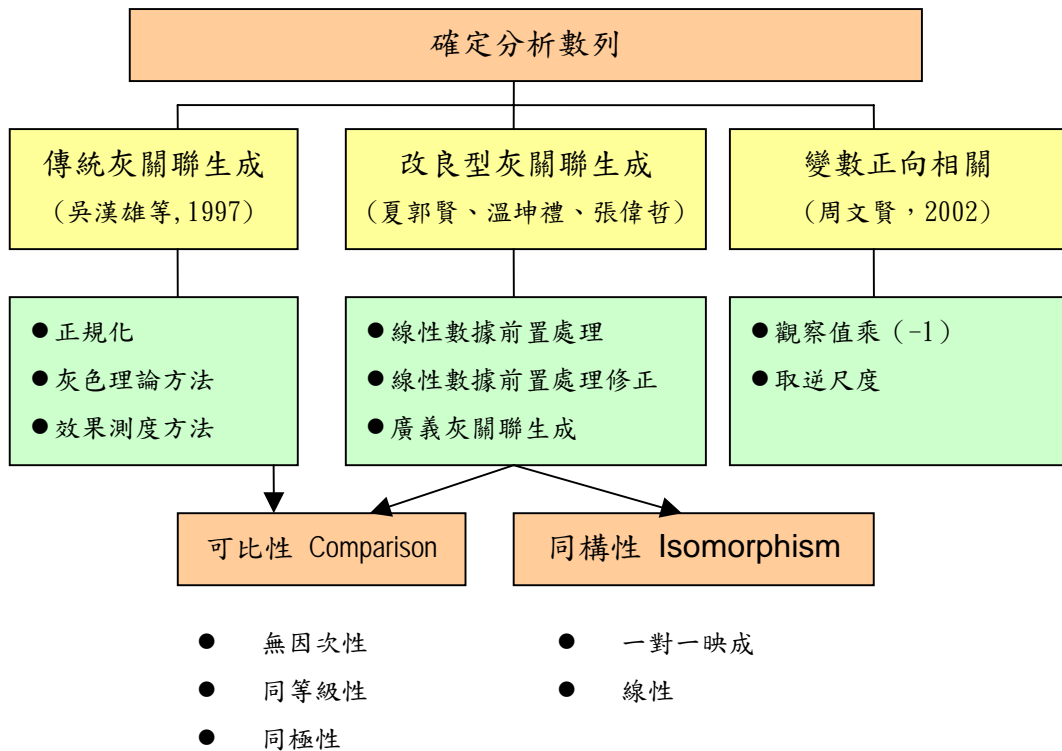 確定分析數列
傳統灰關聯生成
(吳漢雄等,1997)
改良型灰關聯生成
(夏郭賢、溫坤禮、張偉哲)
變數正向相關
(周文賢,2002)
●正規化
●灰色理論方法
●效果測度方法
●線性數據前置處理
●線性數據前置處理修正
●廣義灰關聯生成
●觀察值乘(-1)
●取逆尺度
可比性 Comparison
同構性 Isomorphism
● 無因次性
● 同等級性
● 同極性
● 一對一映成
● 線性